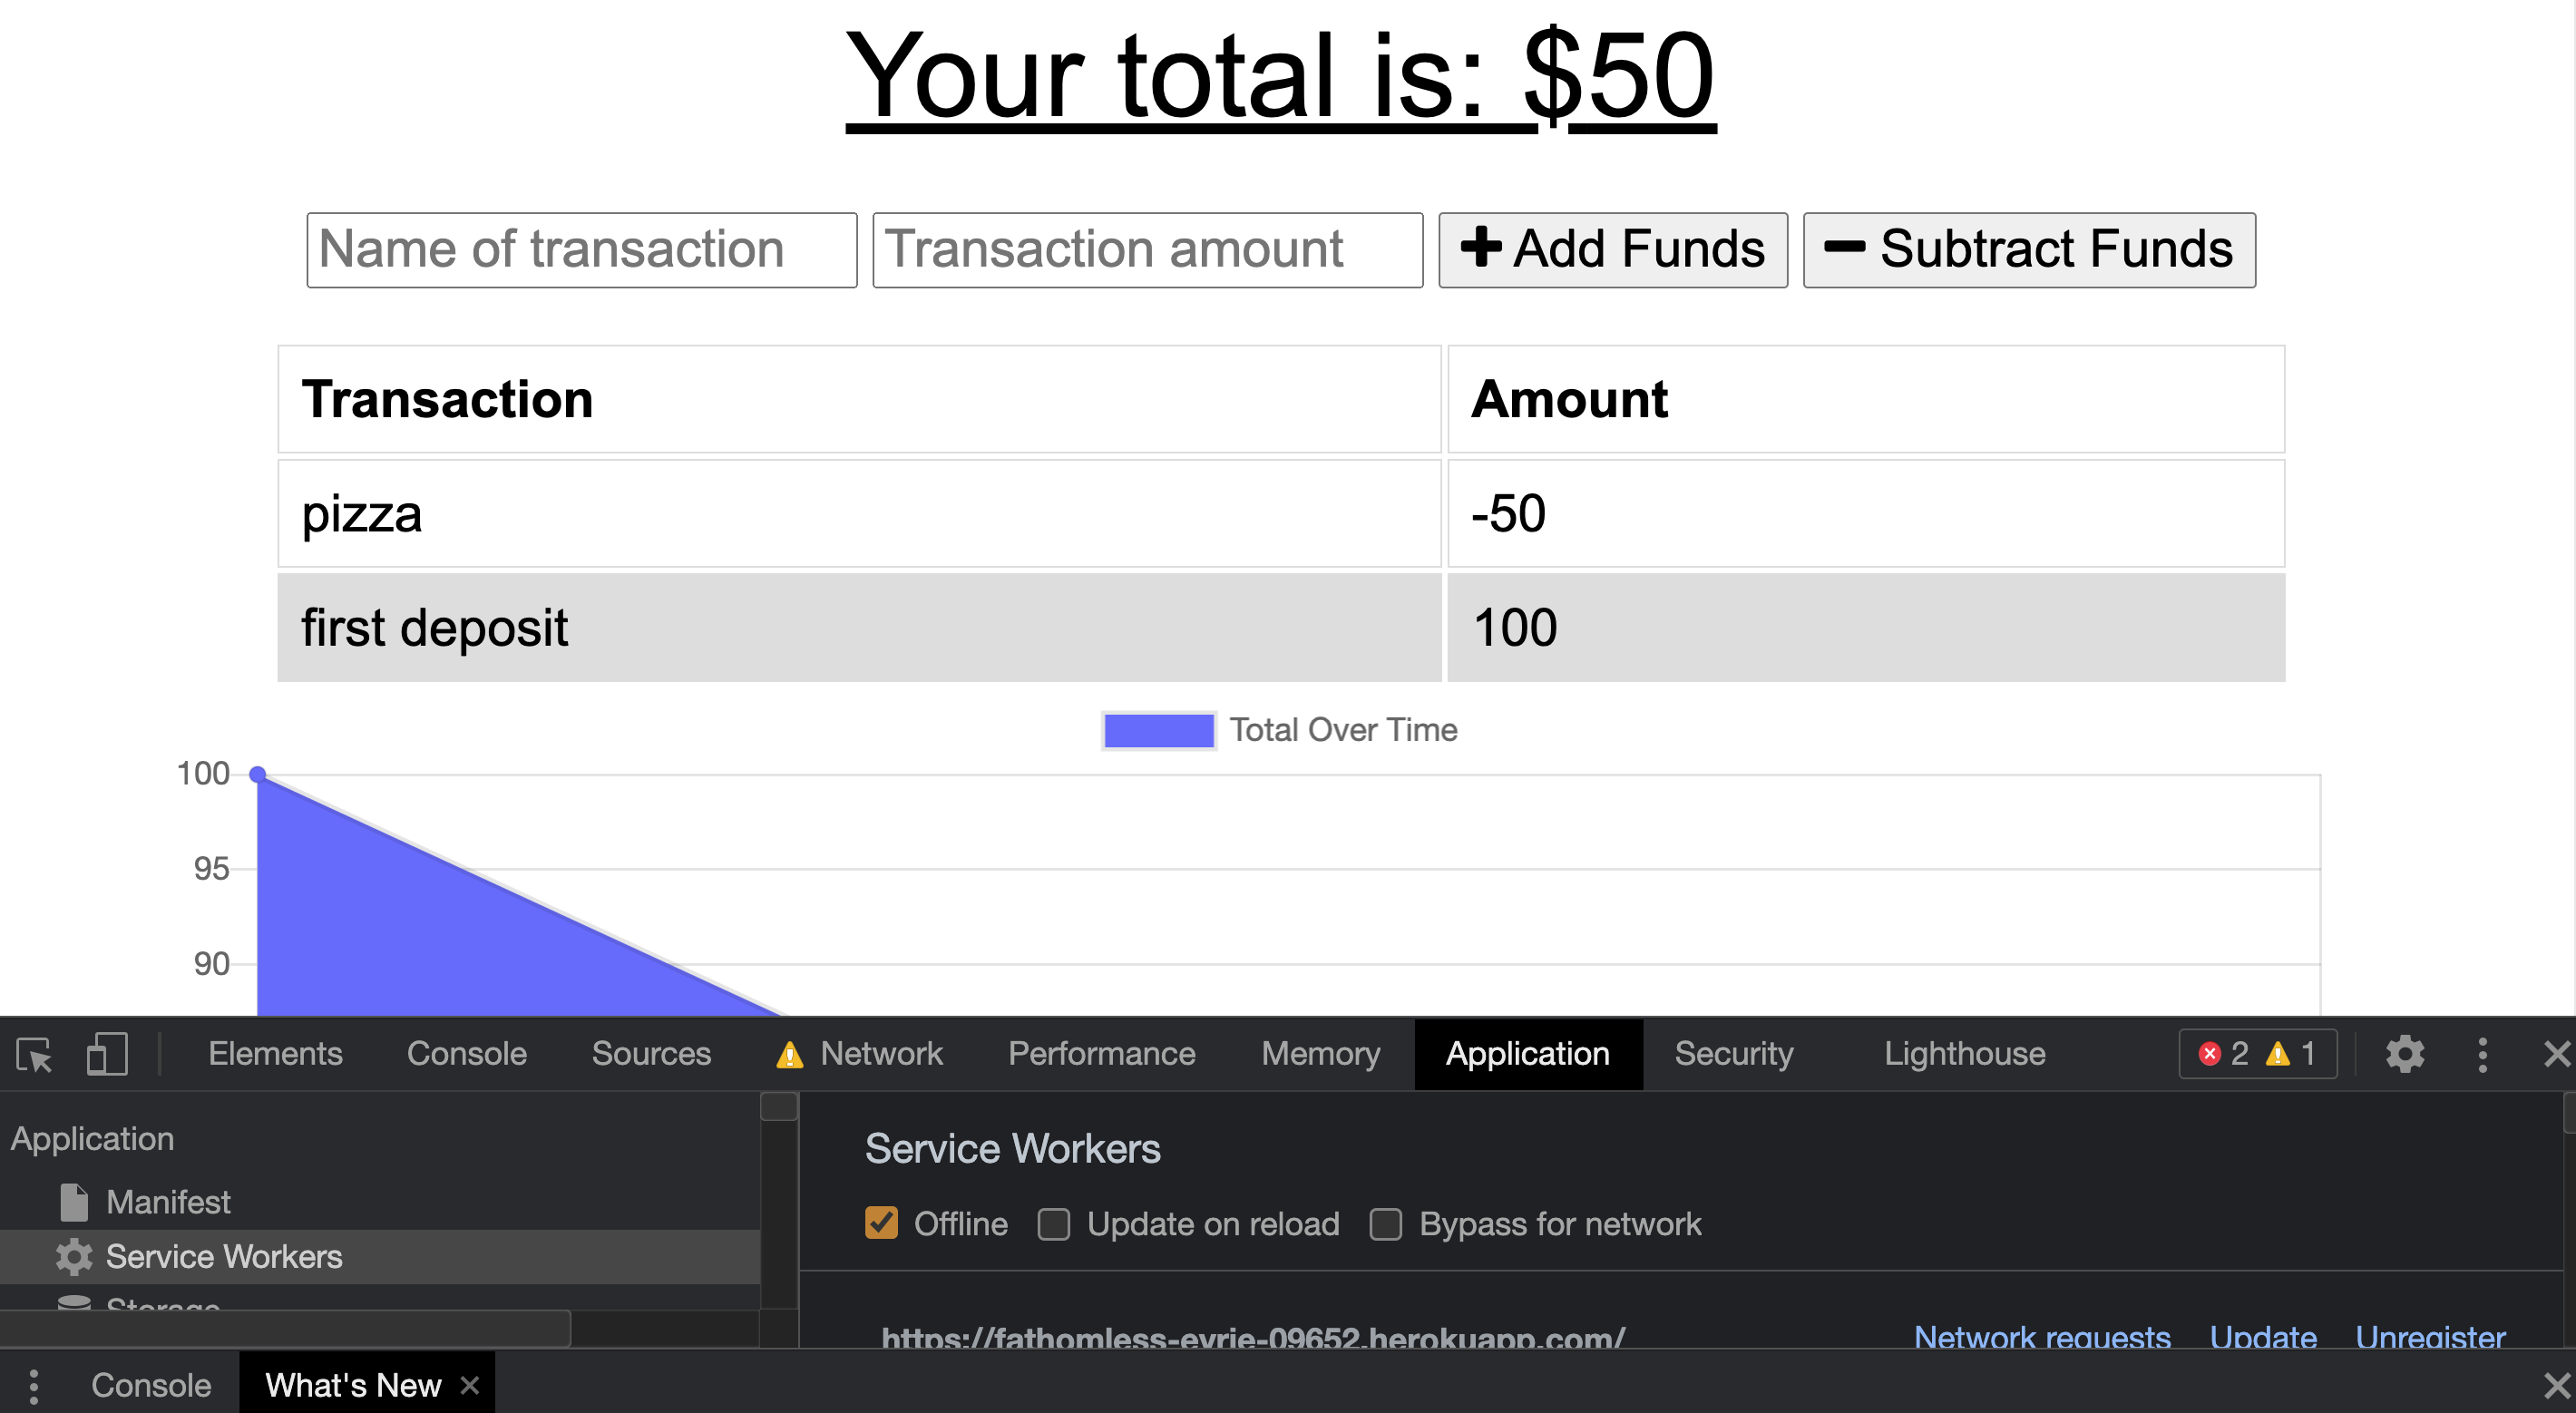 Your total is: $50
Name of transaction Transaction amount Add Funds Subtract Funds
Transaction Amount
pizza -50
first deposit 100
Total Over Time
100
95
90
Elements Console Sources Network Performance Memory Application Security Lighthouse 2 1
Application
Manifest
Service Workers
Storage
Service Workers
Offline Update on reload Bypass for network
https://fathomless-eyrie-09652.herokuapp.com/ Network requests Update Unregister
Console What's New